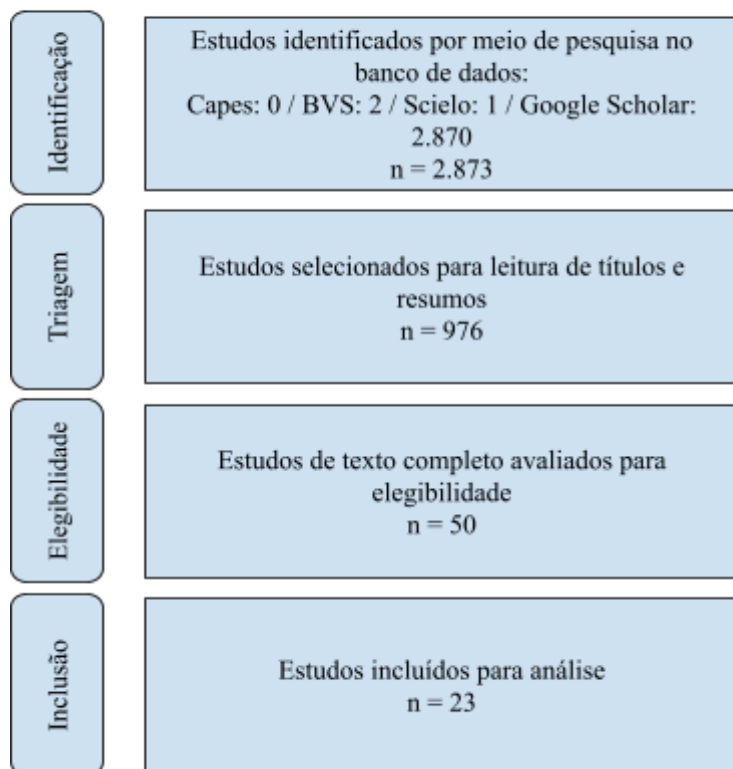 Identificação
Estudos identificados por meio de pesquisa no
banco de dados:
Capes: 0 / BVS: 2 / Scielo: 1 / Google Scholar:
2.870
n = 2.873
Triagem
Estudos selecionados para leitura de títulos e
resumos
n = 976
Elegibilidade
Estudos de texto completo avaliados para
elegibilidade
n = 50
Inclusão
Estudos incluídos para análise
n = 23